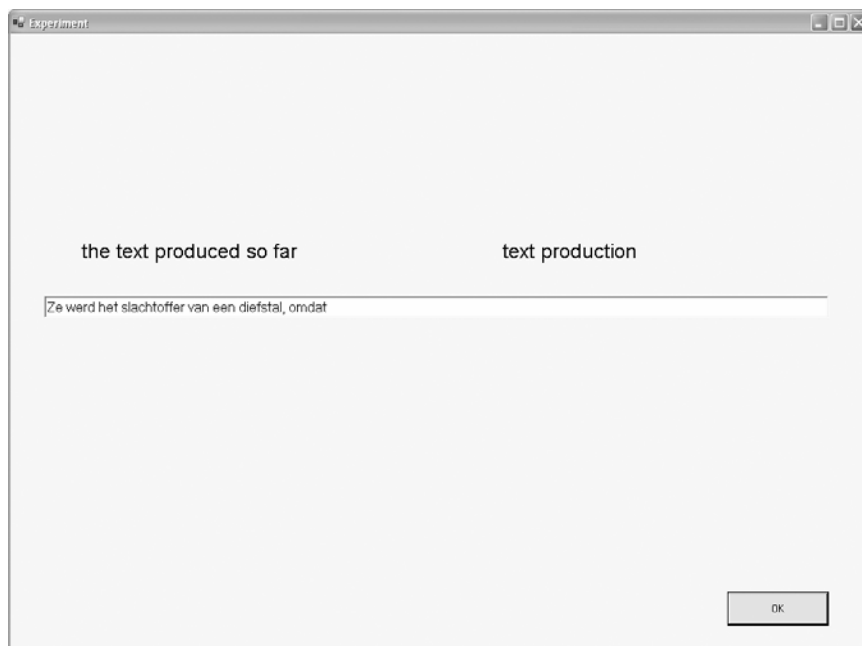 Experiment
the text produced so far text production
Ze werd het slachtoffer van een diefstal, omdat
OK